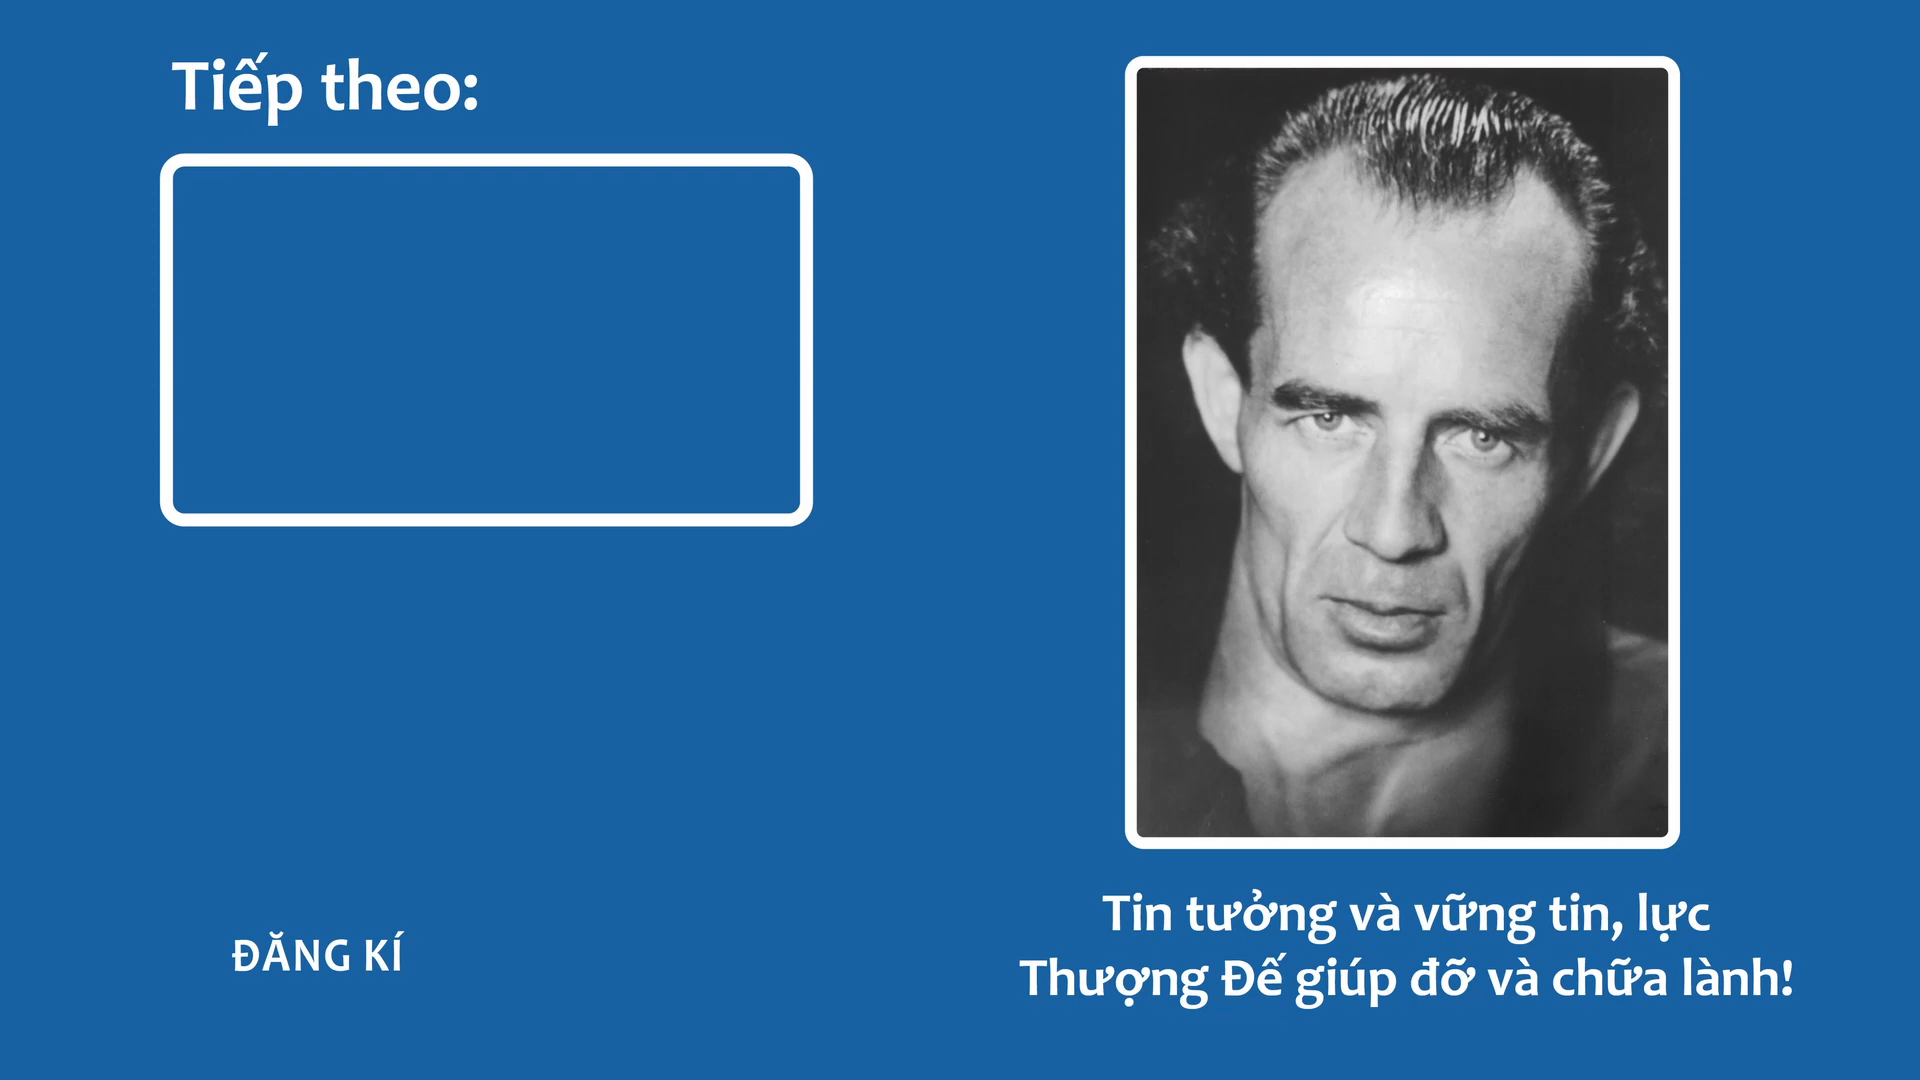 Tiếp theo:
ĐĂNG KÍ
Tin tưởng và vững tin, lực
Thượng Đế giúp đỡ và chữa lành!